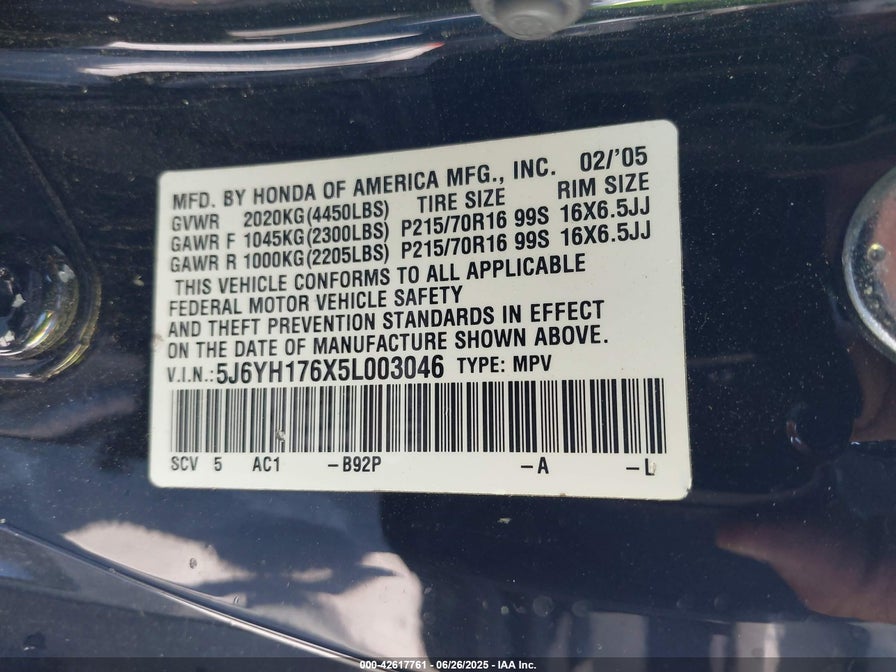 MFD. BY HONDA OF AMERICA MFG., INC. 02/'05
GVWR 2020KG(4450LBS) TIRE SIZE RIM SIZE
GAWR F 1045KG(2300LBS) P215/70R16 99S 16X6.5JJ
GAWR R 1000KG(2205LBS) P215/70R16 99S 16X6.5JJ
THIS VEHICLE CONFORMS TO ALL APPLICABLE
FEDERAL MOTOR VEHICLE SAFETY
AND THEFT PREVENTION STANDARDS IN EFFECT
ON THE DATE OF MANUFACTURE SHOWN ABOVE.
V.I.N.:5J6YH176X5L003046 TYPE: MPV
SCV 5 AC1 -B92P -A -L
000-42617761 - 06/26/2025 - IAA Inc.